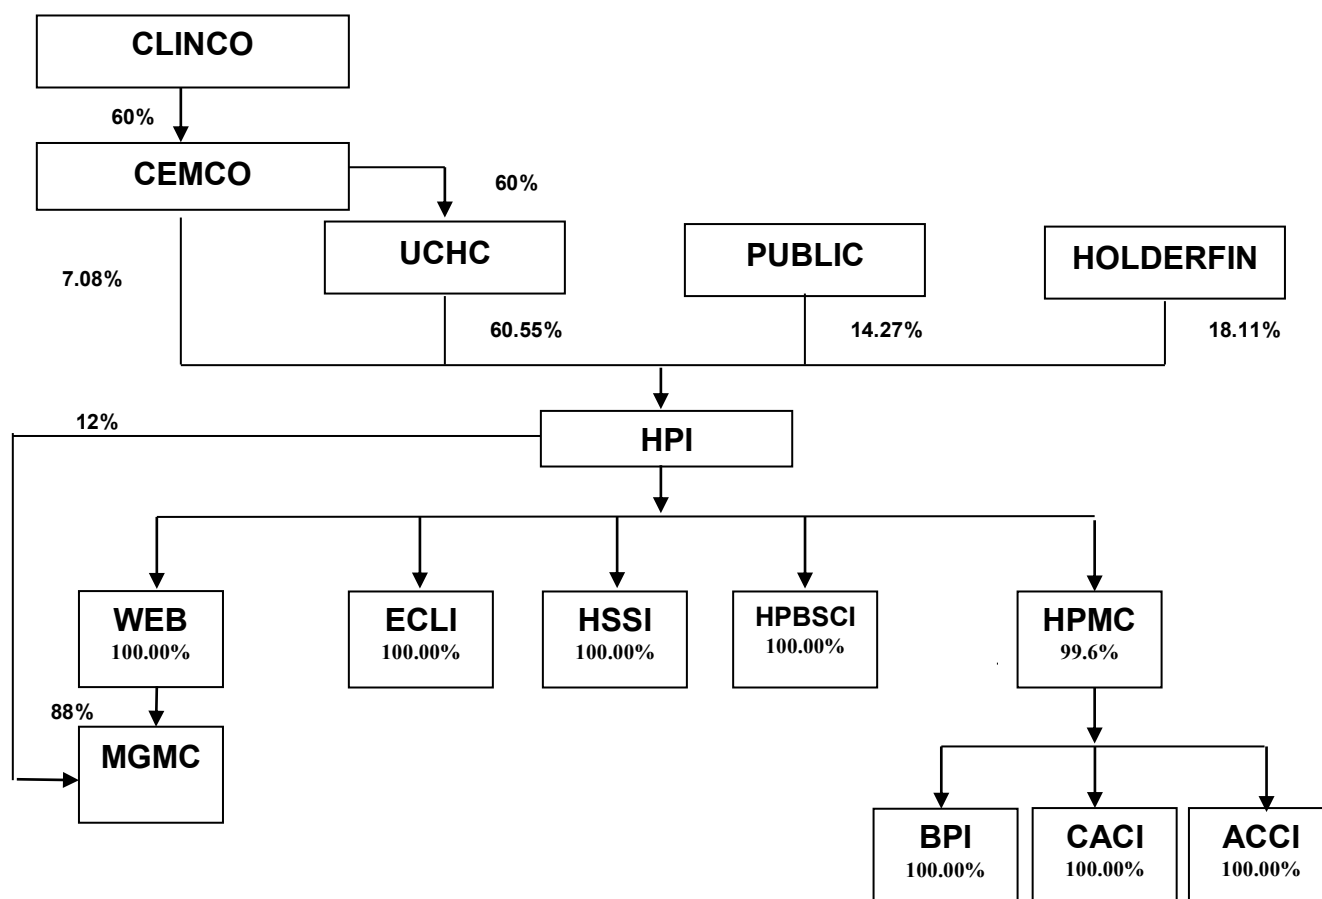 CLINCO
60%
CEMCO
60%
UCHC
PUBLIC
HOLDERFIN
7.08%
60.55%
14.27%
18.11%
12%
HPI
WEB
100.00%
ECLI
100.00%
HSSI
100.00%
HPBSCI
100.00%
HPMC
99.6%
88%
MGMC
BPI
100.00%
CACI
100.00%
ACCI
100.00%